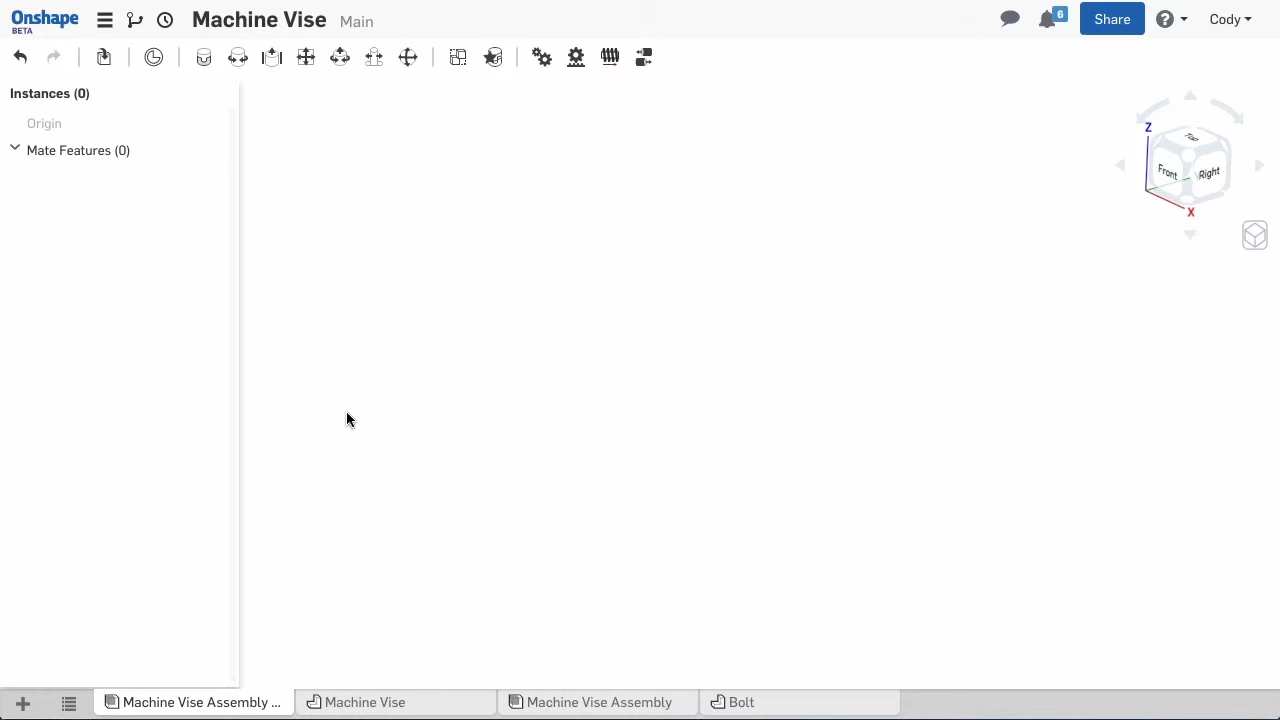 Onshape
BETA
Machine Vise Main
6
Share
Cody
Instances (0)
Origin
Mate Features (0)
Z
Top
Front
Right
X
Machine Vise Assembly ...
Machine Vise
Machine Vise Assembly
Bolt